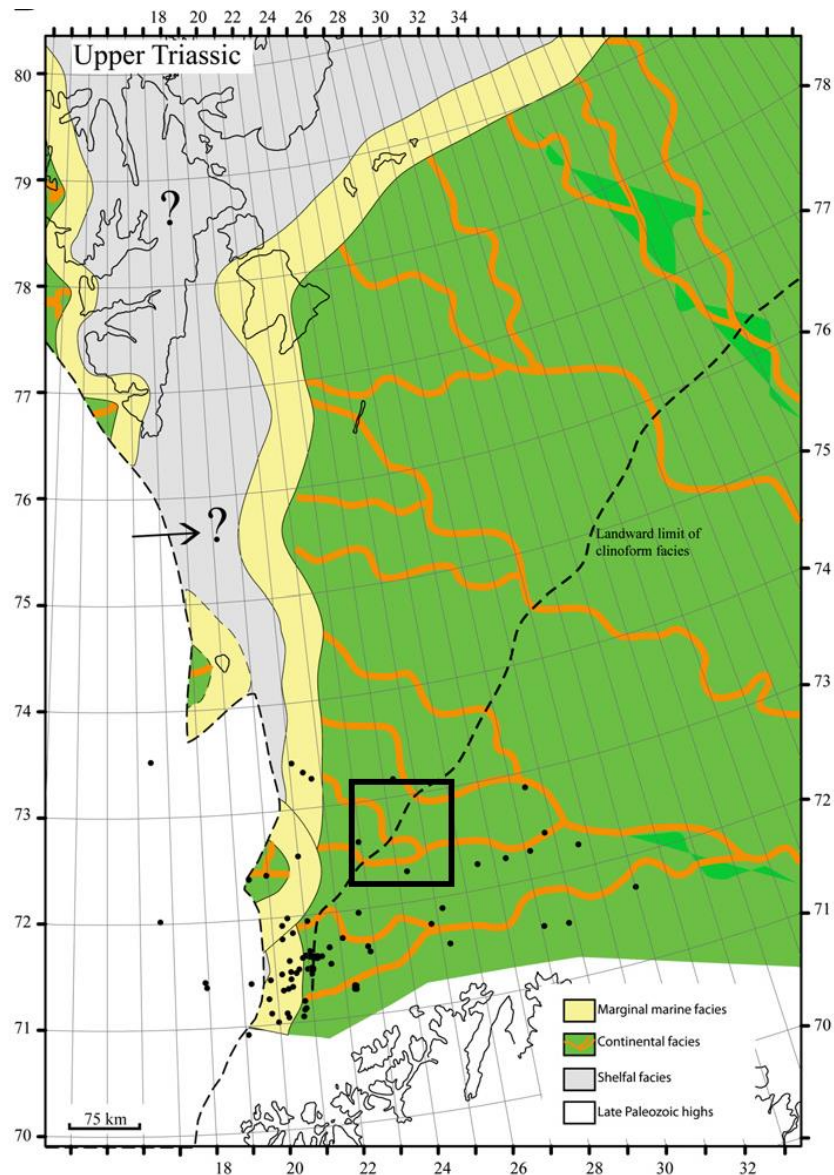 18 20 22 24 26 28 30 32 34
Upper Triassic
80
78
79
77
?
78
76
77
75
76
?
Landward limit of
clinoform facies
74
75
73
74
72
73
71
72
Marginal marine facies
71
70
Continental facies
Shelfal facies
75 km
Late Paleozoic highs
70
18 20 22 24 26 28 30 32